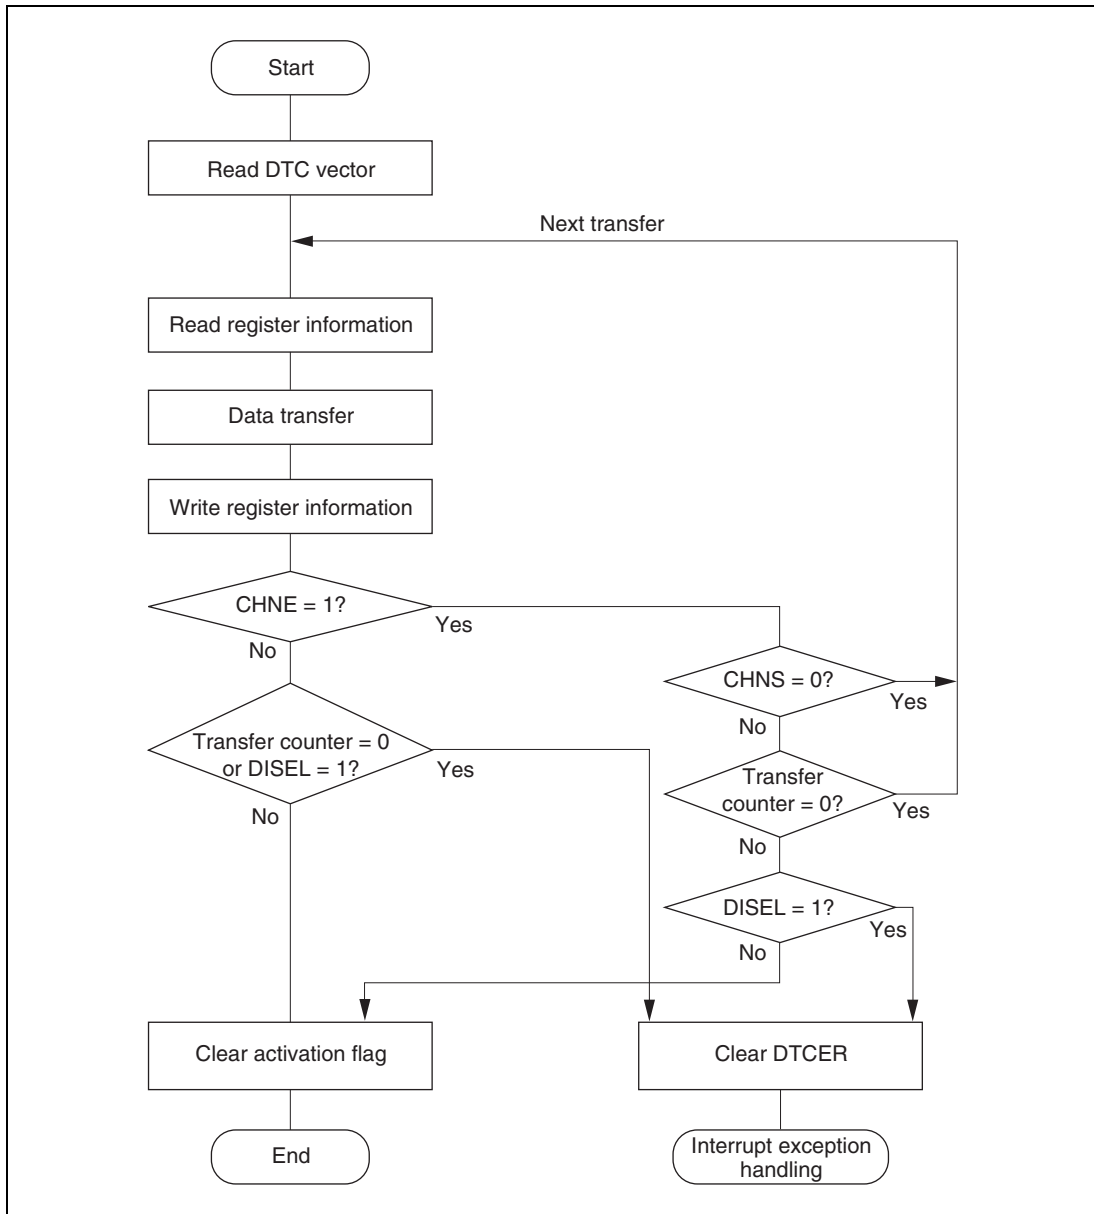 Start
Read DTC vector
Next transfer
Read register information
Data transfer
Write register information
CHNE = 1?
Yes
No
CHNS = 0?
Yes
No
Transfer counter = 0
or DISEL = 1?
Yes
No
Transfer
counter = 0?
Yes
No
DISEL = 1?
Yes
No
Clear activation flag
Clear DTCER
End
Interrupt exception
handling